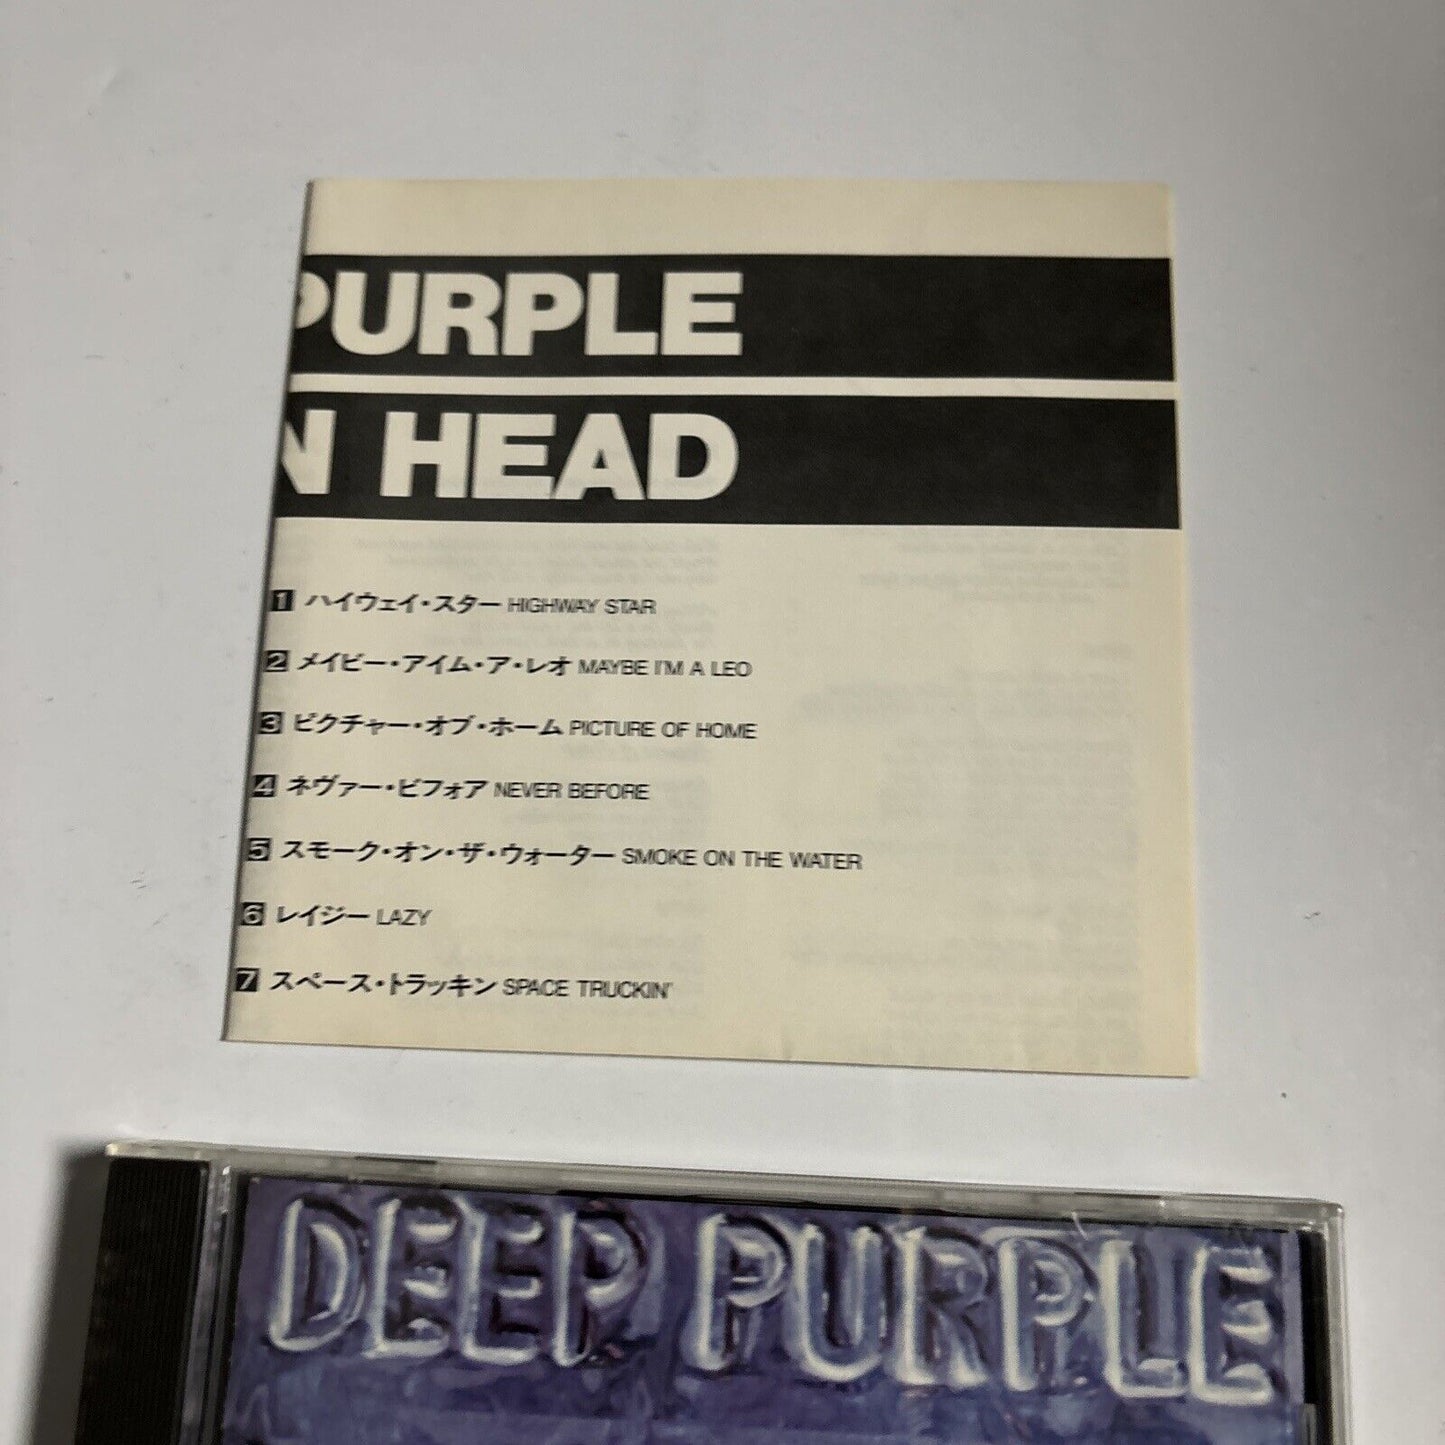 PURPLE
N HEAD
1 ハイウェイ・スター HIGHWAY STAR
2 メイビー・アイム・ア・レオ MAYBE I'M A LEO
3 ピクチャー・オブ・ホーム PICTURE OF HOME
4 ネヴァー・ビフォア NEVER BEFORE
5 スモーク・オン・ザ・ウォーター SMOKE ON THE WATER
6 レイジー LAZY
7 スペース・トラッキン SPACE TRUCKIN'
DEEP PURPLE